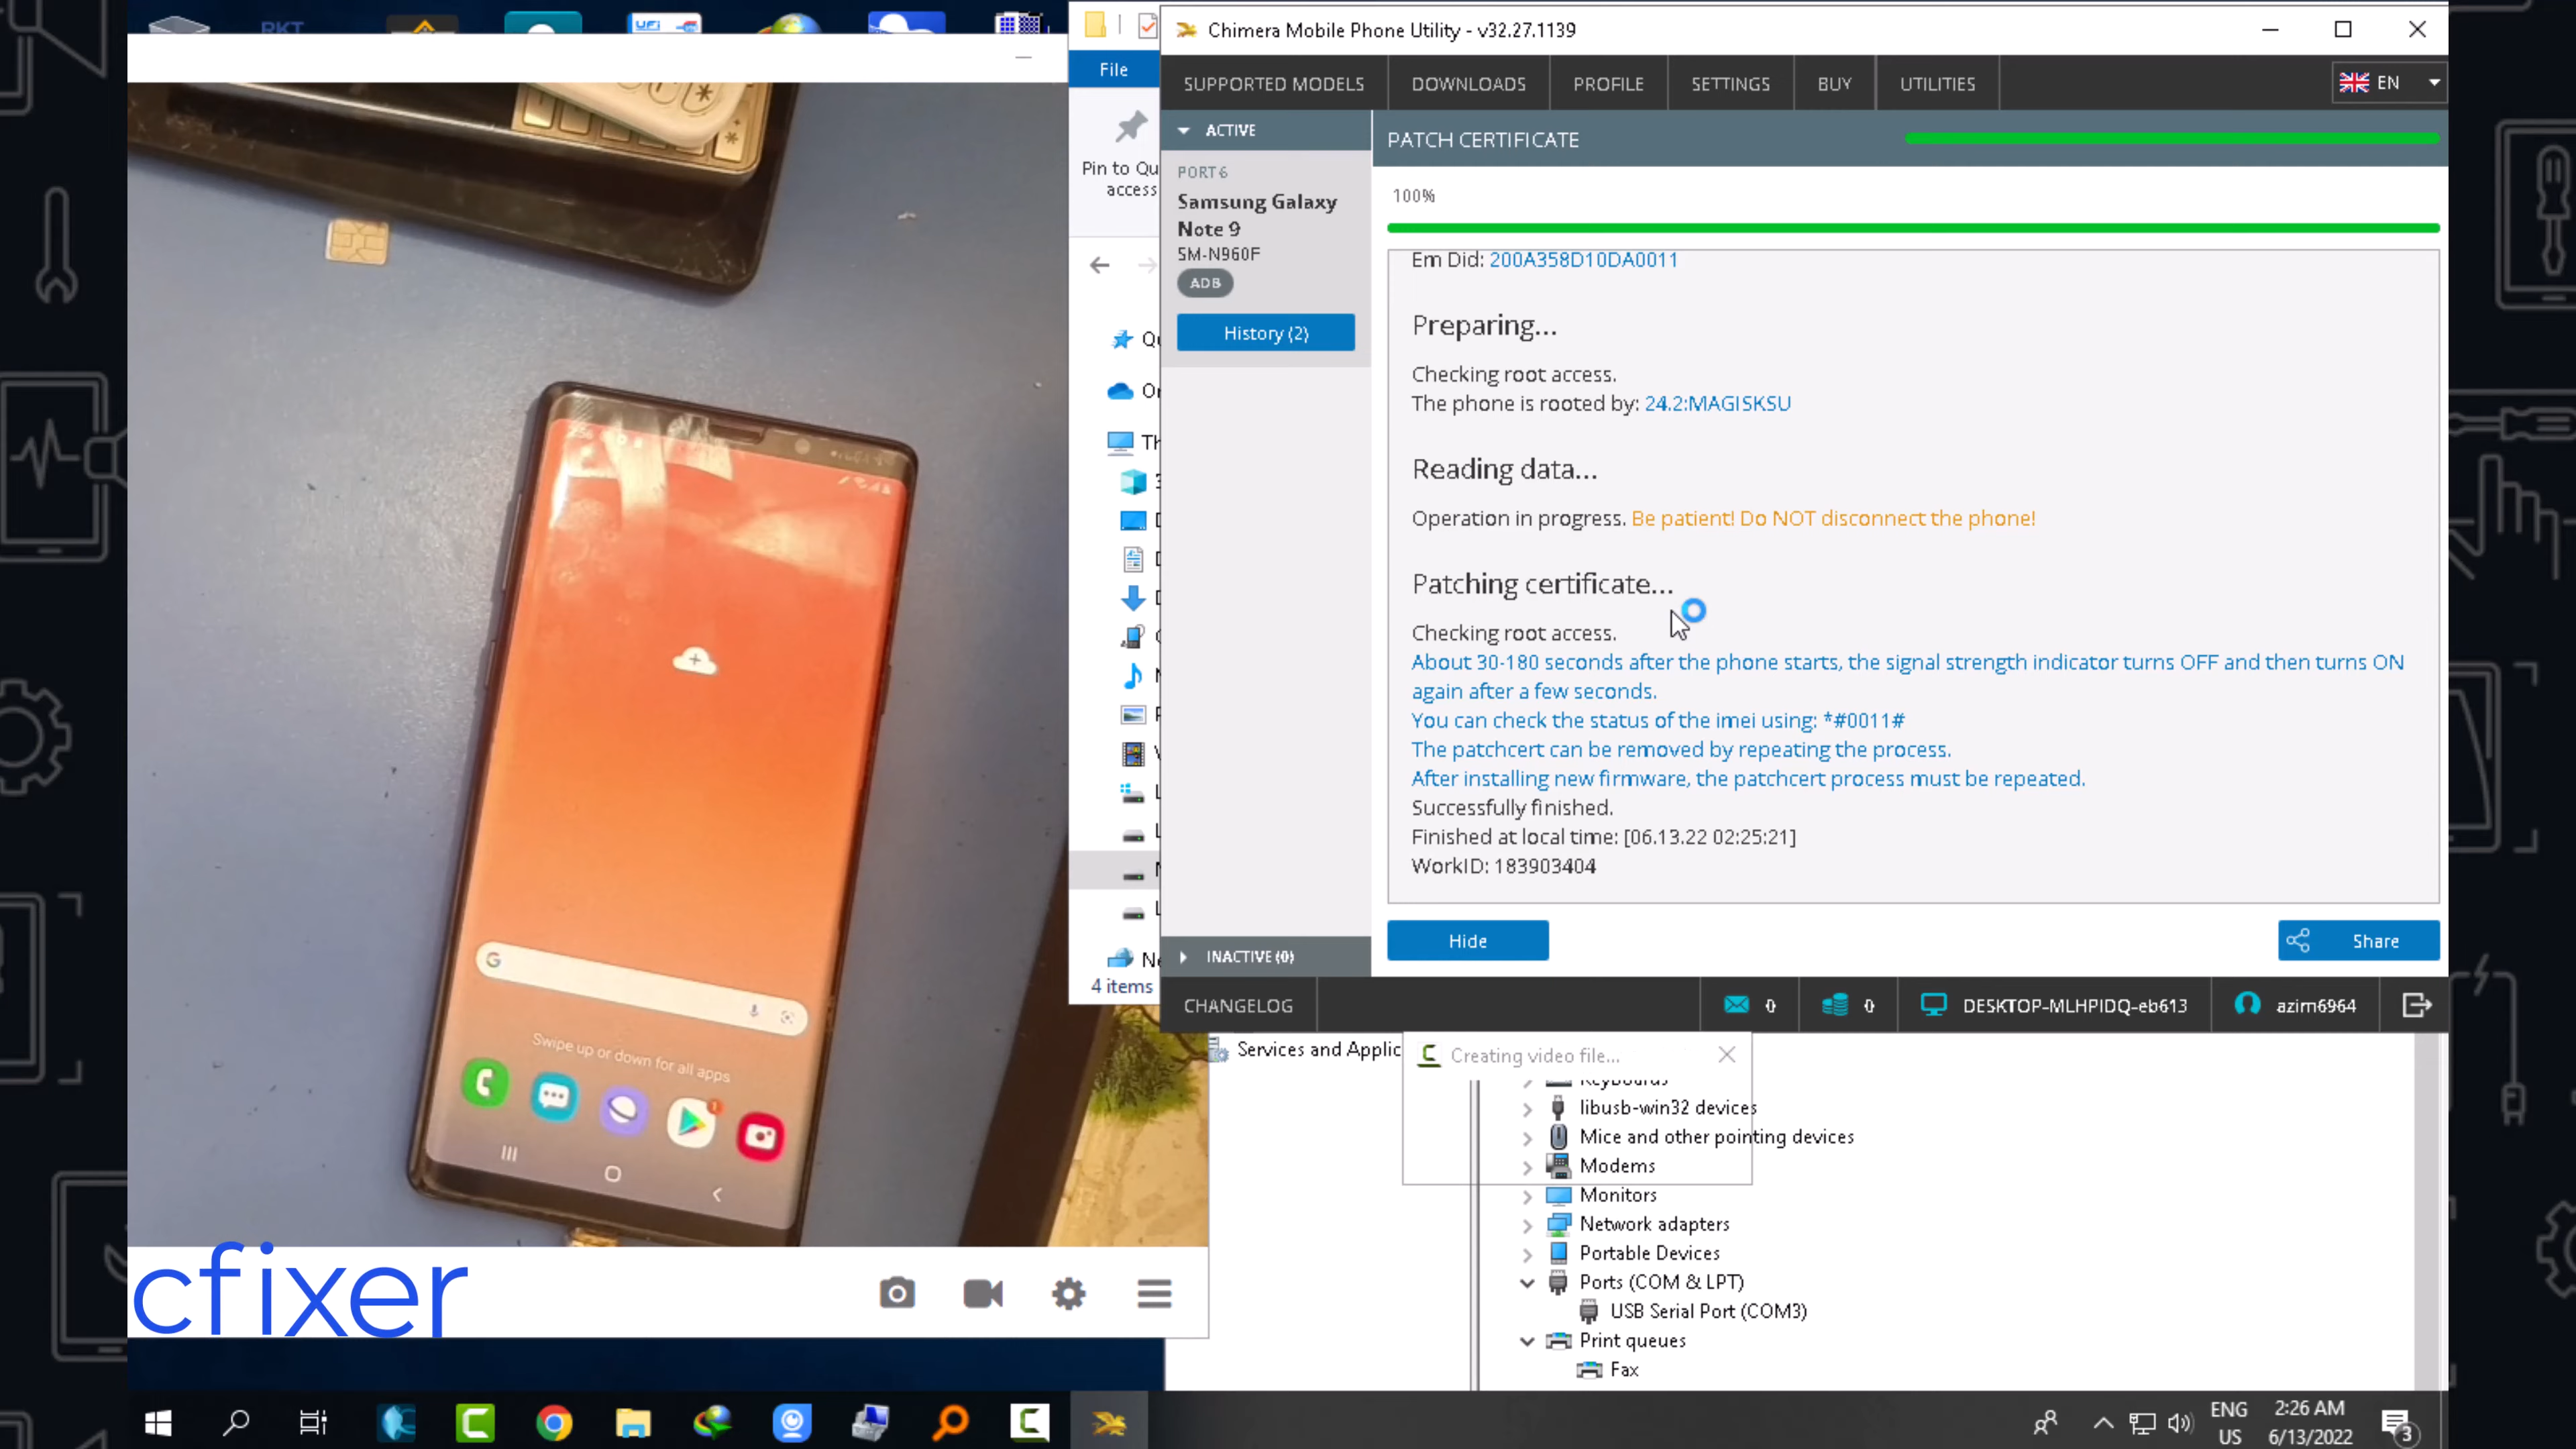 RKT
UFi
Chimera Mobile Phone Utility - v32.27.1139
File
SUPPORTED MODELS
DOWNLOADS
PROFILE
SETTINGS
BUY
UTILITIES
EN
Pin to Qu
access
ACTIVE
PORT 6
Samsung Galaxy
Note 9
SM-N960F
ADB
History (2)
PATCH CERTIFICATE
100%
Em Did: 200A358D10DA0011
Preparing...
Checking root access.
The phone is rooted by: 24.2:MAGISKSU
Reading data...
Operation in progress. Be patient! Do NOT disconnect the phone!
Patching certificate...
Checking root access.
About 30-180 seconds after the phone starts, the signal strength indicator turns OFF and then turns ON
again after a few seconds.
You can check the status of the imei using: *#0011#
The patchcert can be removed by repeating the process.
After installing new firmware, the patchcert process must be repeated.
Successfully finished.
Finished at local time: [06.13.22 02:25:21]
WorkID: 183903404
Hide
Share
INACTIVE (0)
4 items
CHANGELOG
0
0
DESKTOP-MLHPIDQ-eb613
azim6964
Swipe up or down for all apps
Services and Applic
Creating video file...
Keyboards
libusb-win32 devices
Mice and other pointing devices
Modems
Monitors
Network adapters
Portable Devices
Ports (COM & LPT)
USB Serial Port (COM3)
Print queues
Fax
cfixer
ENG
US
2:26 AM
6/13/2022
3